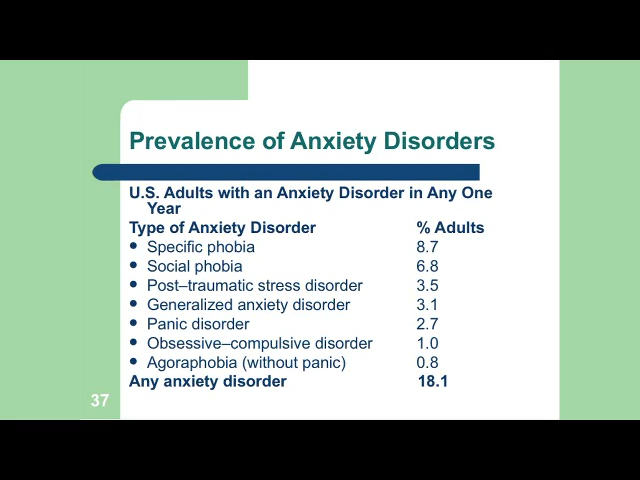 Prevalence of Anxiety Disorders
U.S. Adults with an Anxiety Disorder in Any One
Year
Type of Anxiety Disorder % Adults
• Specific phobia 8.7
• Social phobia 6.8
• Post–traumatic stress disorder 3.5
• Generalized anxiety disorder 3.1
• Panic disorder 2.7
• Obsessive–compulsive disorder 1.0
• Agoraphobia (without panic) 0.8
Any anxiety disorder 18.1
37